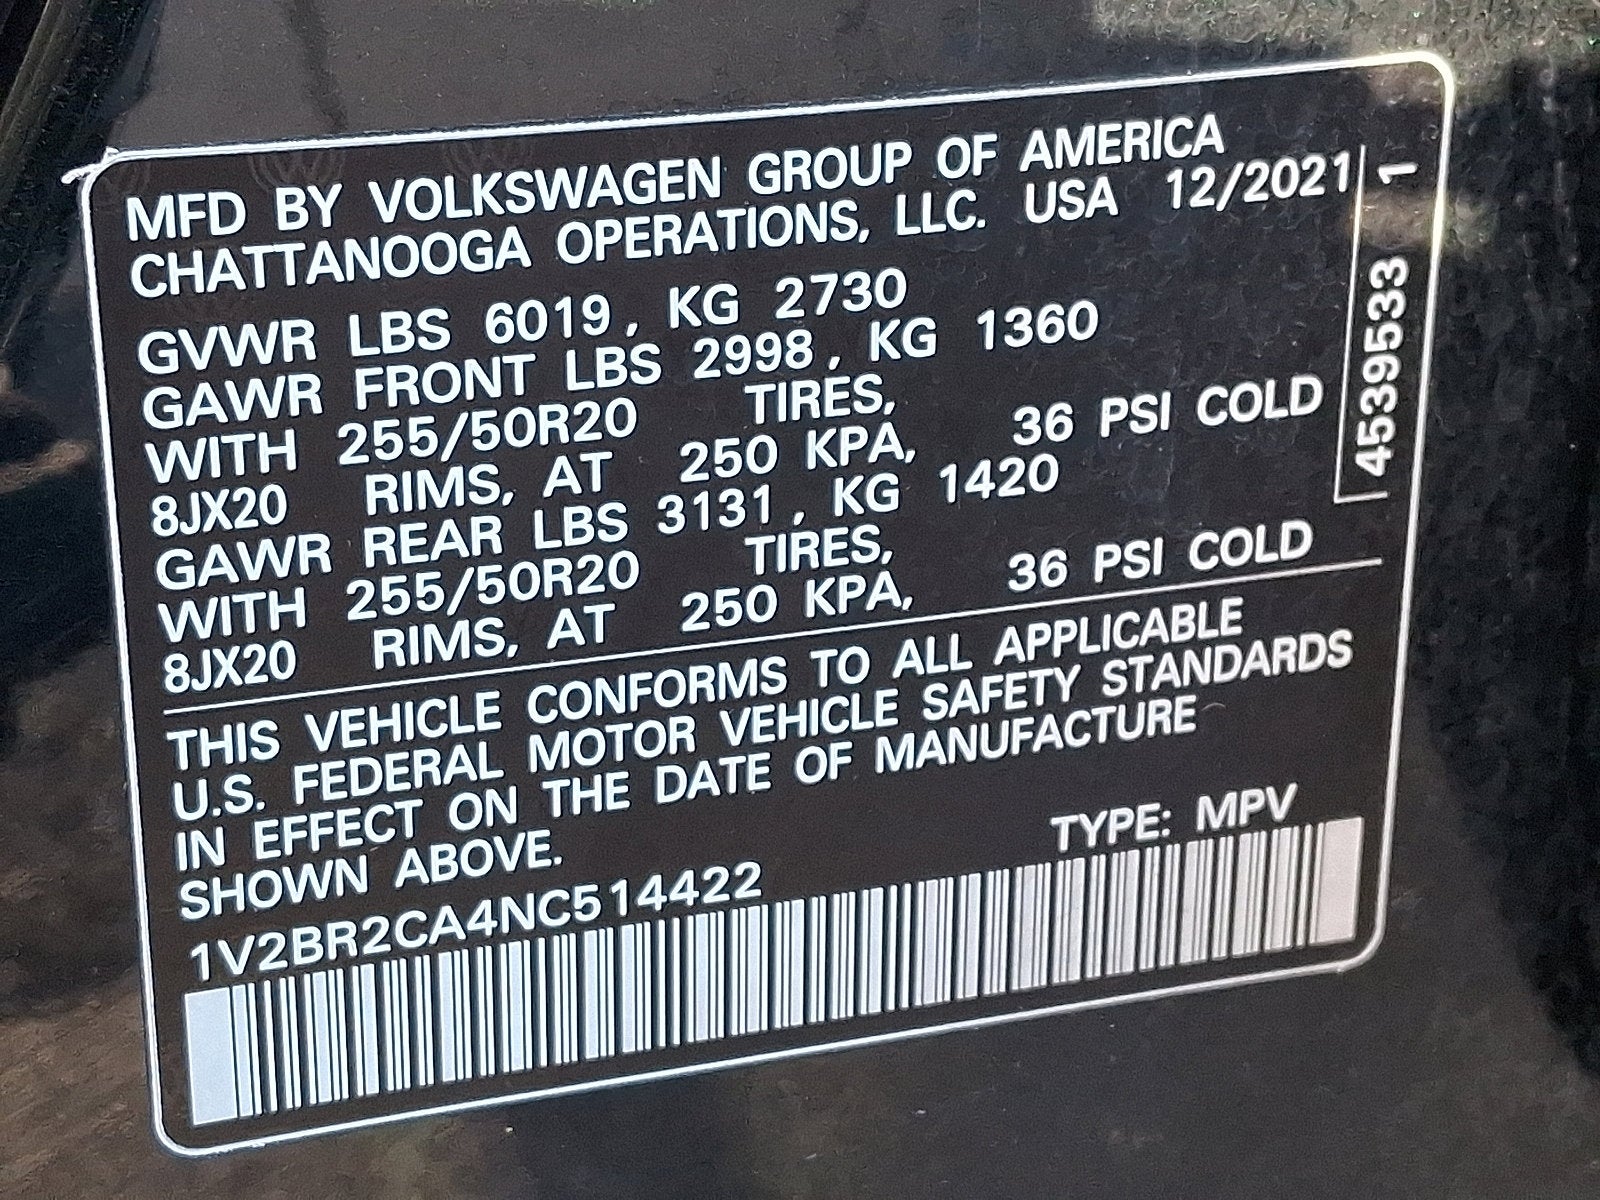 MFD BY VOLKSWAGEN GROUP OF AMERICA
CHATTANOOGA OPERATIONS, LLC. USA 12/2021
GVWR LBS 6019, KG 2730
GAWR FRONT LBS 2998, KG 1360
WITH 255/50R20 TIRES,
8JX20 RIMS, AT 250 KPA, 36 PSI COLD
GAWR REAR LBS 3131, KG 1420
WITH 255/50R20 TIRES,
8JX20 RIMS, AT 250 KPA, 36 PSI COLD
THIS VEHICLE CONFORMS TO ALL APPLICABLE
U.S. FEDERAL MOTOR VEHICLE SAFETY STANDARDS
IN EFFECT ON THE DATE OF MANUFACTURE
SHOWN ABOVE.
TYPE: MPV
1V2BR2CA4NC514422
4539533 1